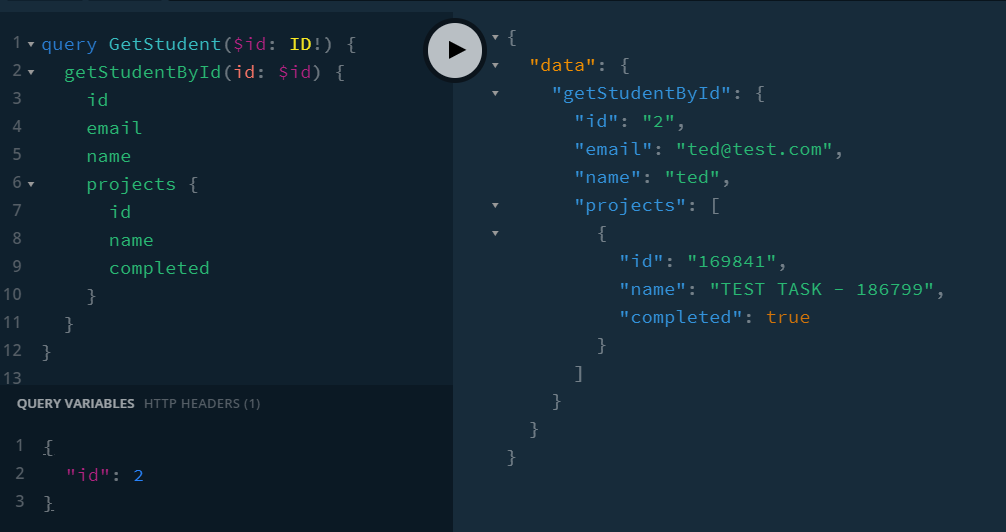 1 query GetStudent($id: ID!) {
2 getStudentById(id: $id) {
3 id
4 email
5 name
6 projects {
7 id
8 name
9 completed
10 }
11 }
12 }
13
QUERY VARIABLES HTTP HEADERS (1)
1 {
2 "id": 2
3 }
{
"data": {
"getStudentById": {
"id": "2",
"email": "ted@test.com",
"name": "ted",
"projects": [
{
"id": "169841",
"name": "TEST TASK - 186799",
"completed": true
}
]
}
}
}